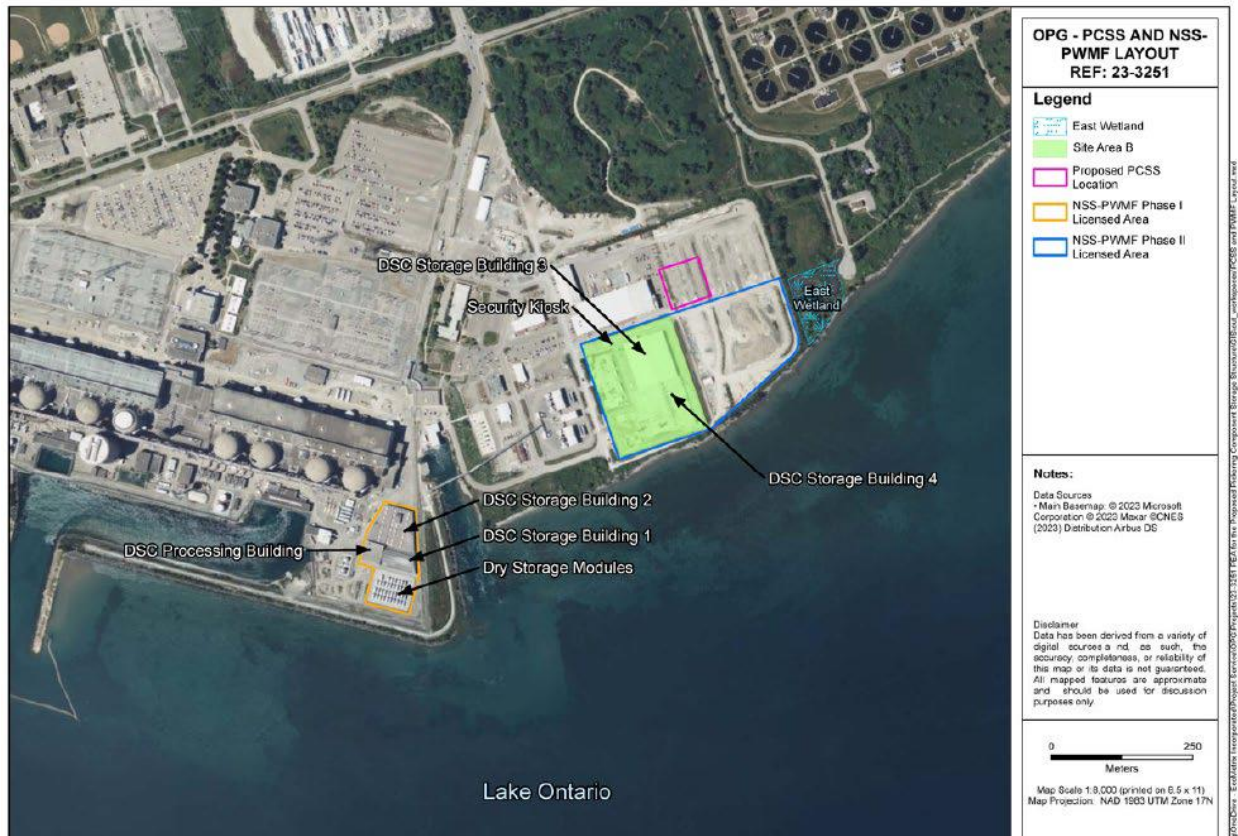 OPG - PCSS AND NSS-
PWMF LAYOUT
REF: 23-3251
Legend
East Wetland
Site Area B
Proposed PCSS
Location
NSS-PWMF Phase I
Licensed Area
NSS-PWMF Phase II
Licensed Area
DSC Storage Building 3
Security Kiosk
East
Wetland
DSC Storage Building 4
DSC Storage Building 2
DSC Storage Building 1
DSC Processing Building
Dry Storage Modules
Lake Ontario
Notes:
Data Sources
- Main Basemap: © 2023 Microsoft
Corporation © 2023 Maxar ©CNES
(2023) Distribution Airbus DS
Disclaimer
Data has been derived from a variety of
digital sources and, as such, the
accuracy, completeness, or reliability of
this map or its data is not guaranteed.
All mapped features are approximate
and should be used for discussion
purposes only.
0 250
Meters
Map Scale 1:8,000 (printed on 8.5 x 11)
Map Projection: NAD 1983 UTM Zone 17N